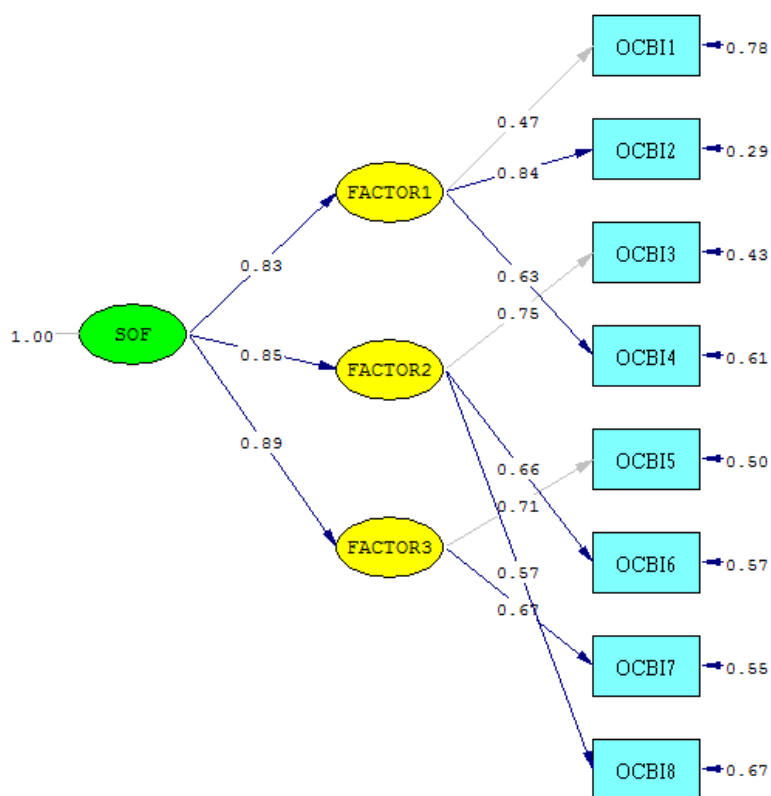 OCBI1
0.78
0.47
OCBI2
0.29
0.84
FACTOR1
OCBI3
0.43
0.83
0.63
0.75
SOF
1.00
0.85
OCBI4
0.61
FACTOR2
0.89
OCBI5
0.50
0.66
0.71
FACTOR3
OCBI6
0.57
0.57
0.67
OCBI7
0.55
OCBI8
0.67